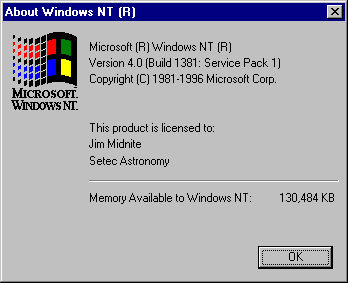 About Windows NT (R)
Microsoft (R) Windows NT (R)
Version 4.0 (Build 1381: Service Pack 1)
Copyright (C) 1981-1996 Microsoft Corp.
MICROSOFT.
WINDOWS NT.
This product is licensed to:
Jim Midnite
Setec Astronomy
Memory Available to Windows NT: 130,484 KB
OK